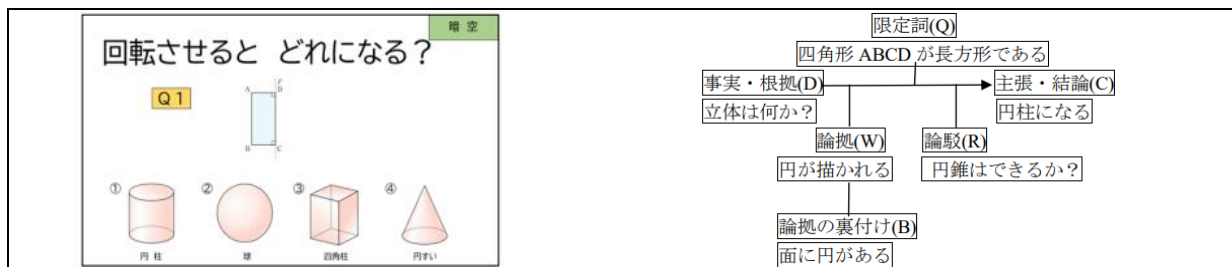 暗 空
回転させると どれになる？
Q1
A D
B C
① ② ③ ④
円 柱 球 四角柱 円すい
限定詞(Q)
四角形 ABCD が長方形である
事実・根拠(D) 主張・結論(C)
立体は何か？ 円柱になる
論拠(W) 論駁(R)
円が描かれる 円錐はできるか？
論拠の裏付け(B)
面に円がある